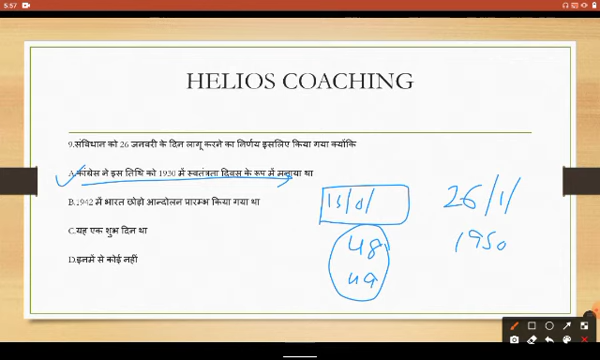 5:57
HELIOS COACHING
9.संविधान को 26 जनवरी के दिन लागू करने का निर्णय इसलिए किया गया क्योंकि
A.कांग्रेस ने इस तिथि को 1930 में स्वतंत्रता दिवस के रूप में मनाया था
B.1942 में भारत छोड़ो आन्दोलन प्रारम्भ किया गया था
C.यह एक शुभ दिन था
D.इनमें से कोई नहीं
26/1/
1950
48
49